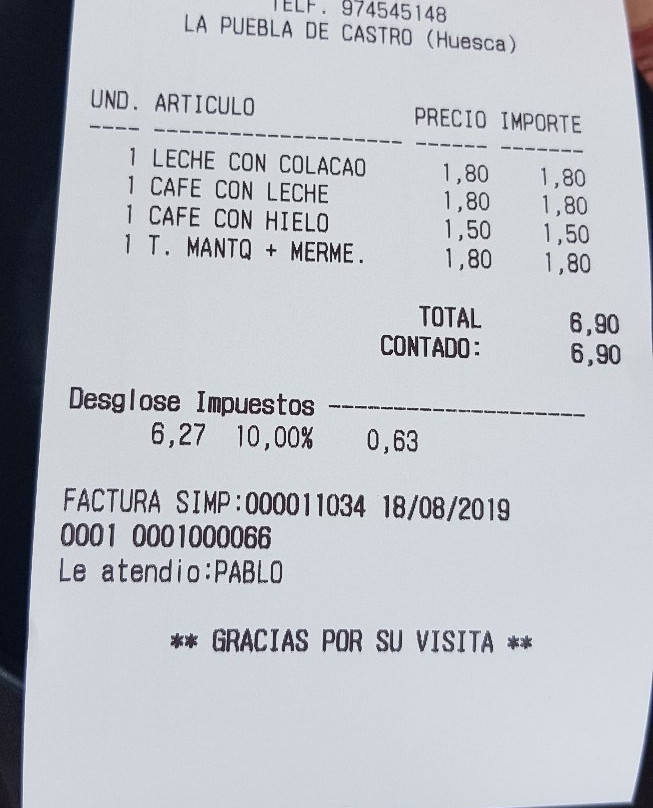 TELF. 974545148
LA PUEBLA DE CASTRO (Huesca)
UND. ARTICULO PRECIO IMPORTE
---- --------------------- ------ -------
1 LECHE CON COLACAO 1,80 1,80
1 CAFE CON LECHE 1,80 1,80
1 CAFE CON HIELO 1,50 1,50
1 T. MANTQ + MERME. 1,80 1,80
TOTAL 6,90
CONTADO: 6,90
Desglose Impuestos --------------------
6,27 10,00% 0,63
FACTURA SIMP:000011034 18/08/2019
0001 0001000066
Le atendio:PABLO
** GRACIAS POR SU VISITA **